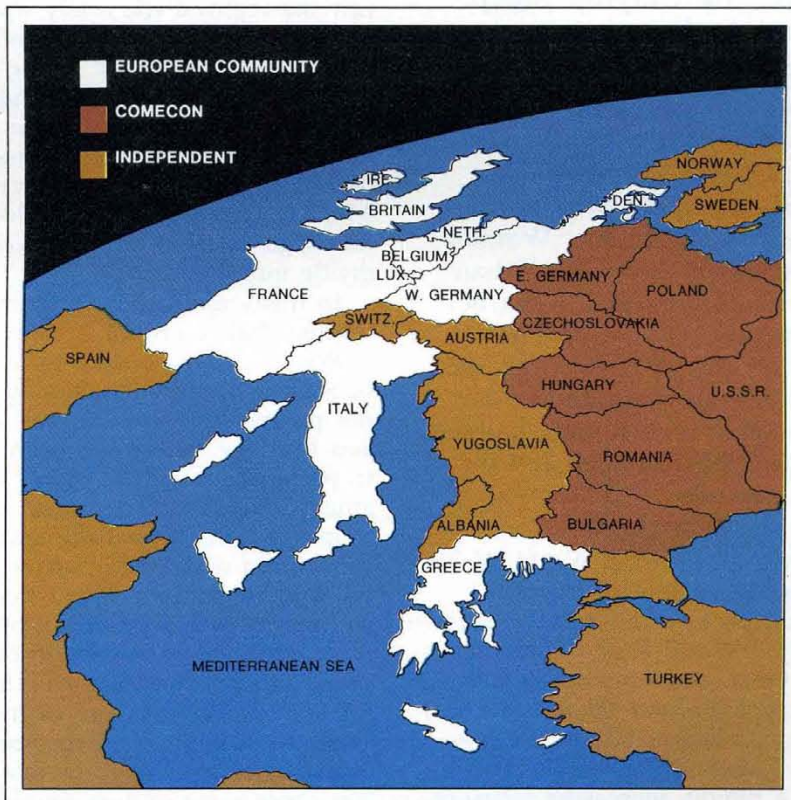 EUROPEAN COMMUNITY
COMECON
INDEPENDENT
NORWAY
SWEDEN
IRE.
BRITAIN
DEN.
NETH.
BELGIUM
LUX.
E. GERMANY
POLAND
FRANCE
W. GERMANY
SWITZ.
CZECHOSLOVAKIA
AUSTRIA
SPAIN
HUNGARY
U.S.S.R.
ITALY
YUGOSLAVIA
ROMANIA
ALBANIA
BULGARIA
GREECE
MEDITERRANEAN SEA
TURKEY